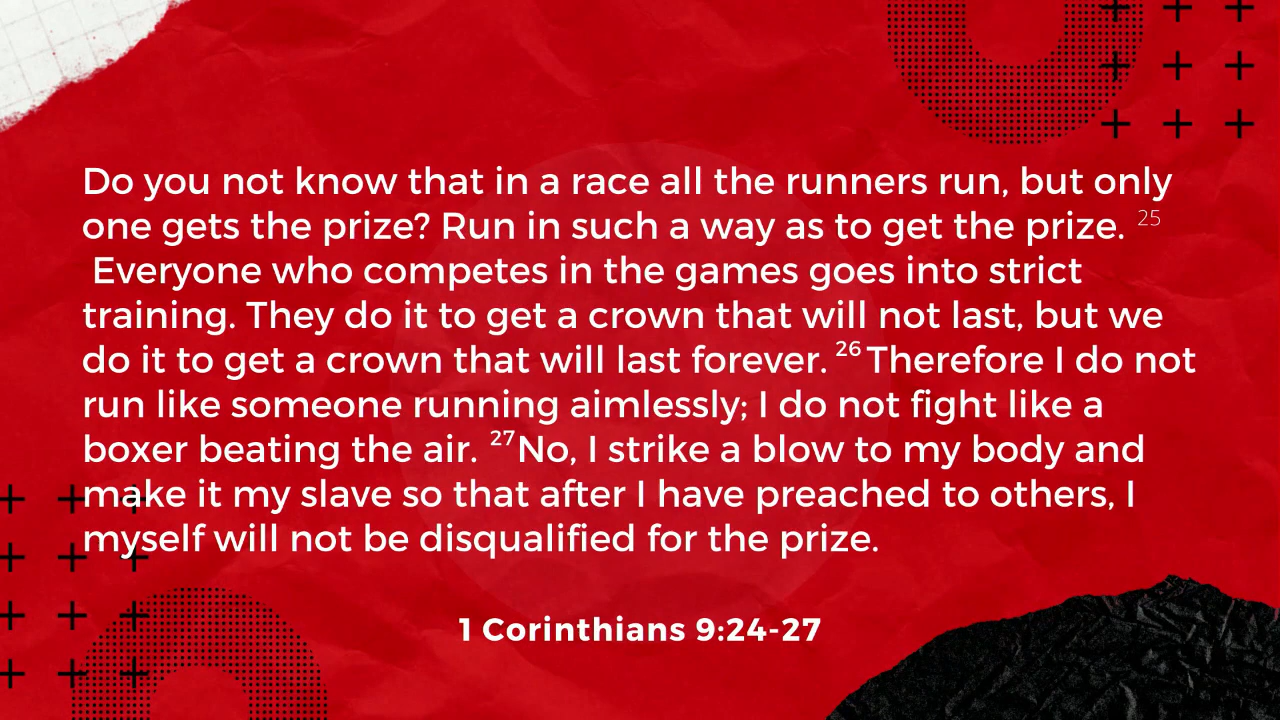 Do you not know that in a race all the runners run, but only
one gets the prize? Run in such a way as to get the prize. 25
Everyone who competes in the games goes into strict
training. They do it to get a crown that will not last, but we
do it to get a crown that will last forever. 26 Therefore I do not
run like someone running aimlessly; I do not fight like a
boxer beating the air. 27 No, I strike a blow to my body and
make it my slave so that after I have preached to others, I
myself will not be disqualified for the prize.
1 Corinthians 9:24-27